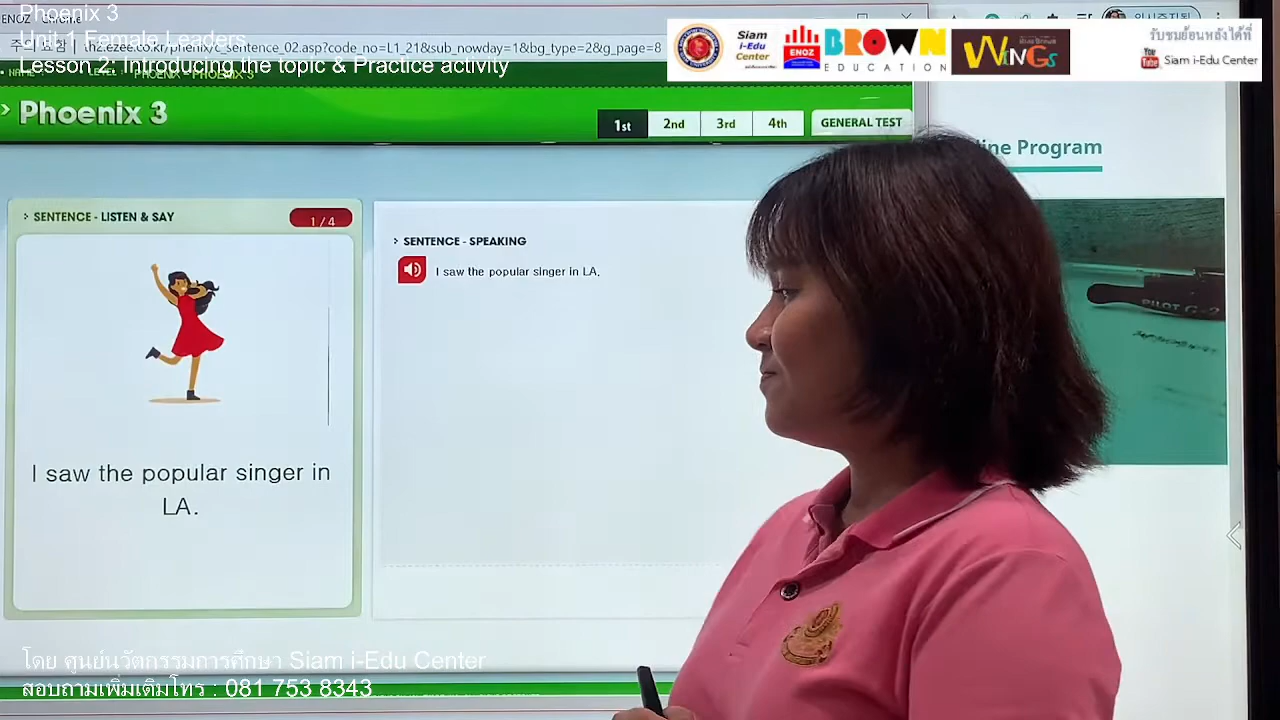 Phoenix 3
Unit 1 Female Leaders
Lesson 1 Introducing the topic & Practice activity
Siam
i-Edu
Center
ENOZ
BROWN
EDUCATION
WiNGs
รับชมย้อนหลังได้ที่
You Tube Siam i-Edu Center
Phoenix 3
1st
2nd
3rd
4th
GENERAL TEST
Online Program
SENTENCE - LISTEN & SAY
1 / 4
I saw the popular singer in
LA.
SENTENCE - SPEAKING
I saw the popular singer in LA.
PILOT G-2
โดย ศูนย์นวัตกรรมการศึกษา Siam i-Edu Center
สอบถามเพิ่มเติมโทร : 081 753 8343